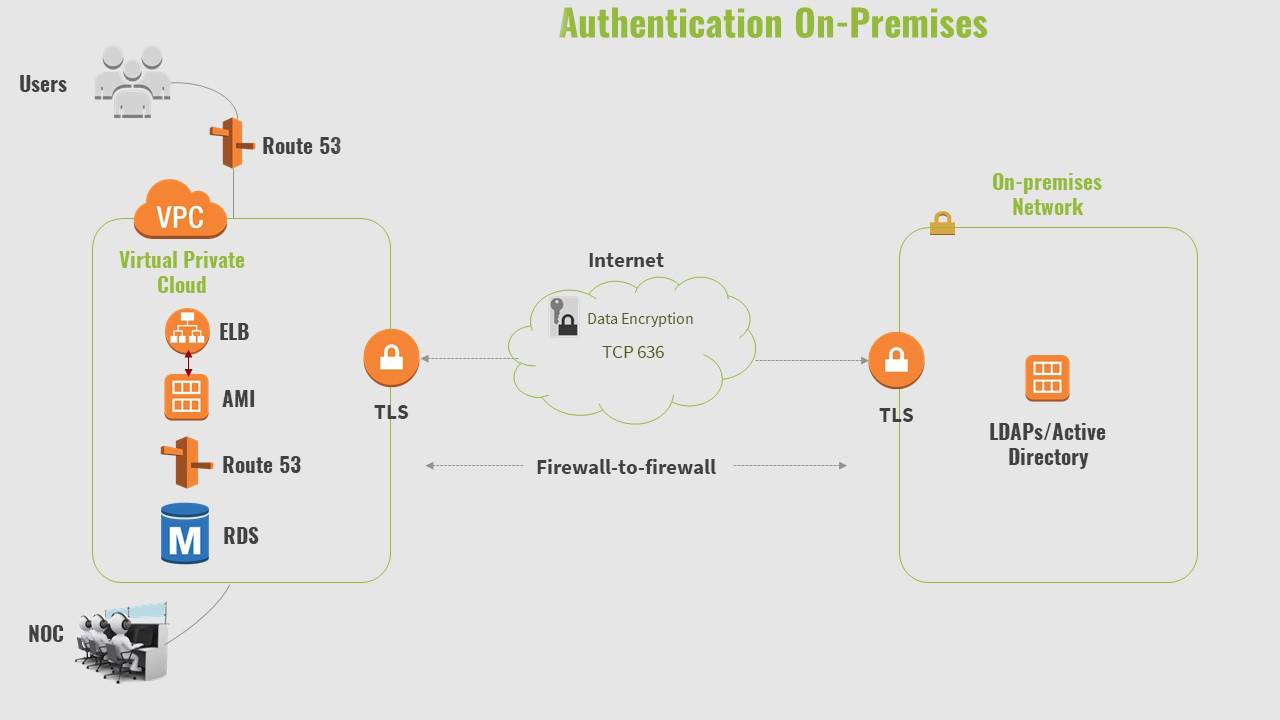 Authentication On-Premises
Users
Route 53
VPC
Virtual Private
Cloud
ELB
AMI
Route 53
M
RDS
NOC
TLS
Internet
Data Encryption
TCP 636
Firewall-to-firewall
On-premises
Network
TLS
LDAPs/Active
Directory